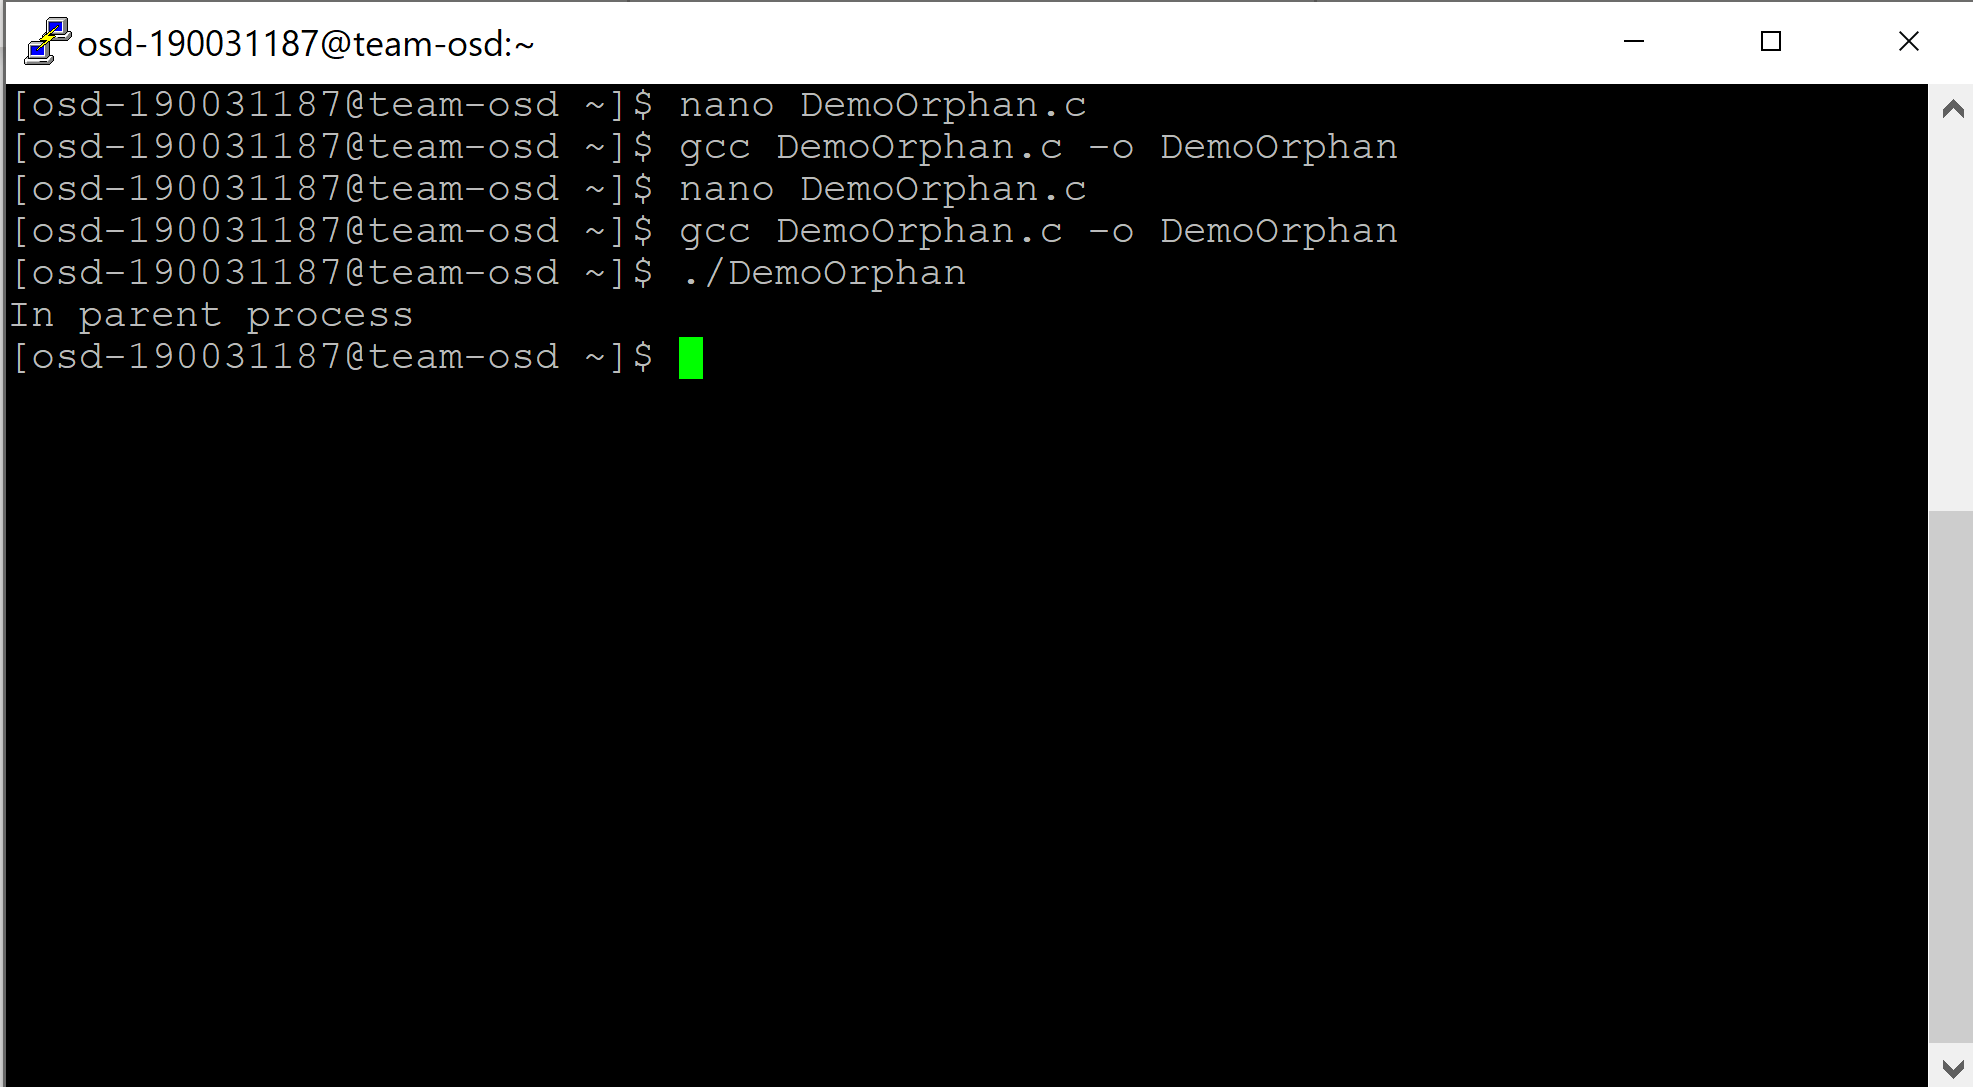 osd-190031187@team-osd:~
[osd-190031187@team-osd ~]$ nano DemoOrphan.c
[osd-190031187@team-osd ~]$ gcc DemoOrphan.c -o DemoOrphan
[osd-190031187@team-osd ~]$ nano DemoOrphan.c
[osd-190031187@team-osd ~]$ gcc DemoOrphan.c -o DemoOrphan
[osd-190031187@team-osd ~]$ ./DemoOrphan
In parent process
[osd-190031187@team-osd ~]$